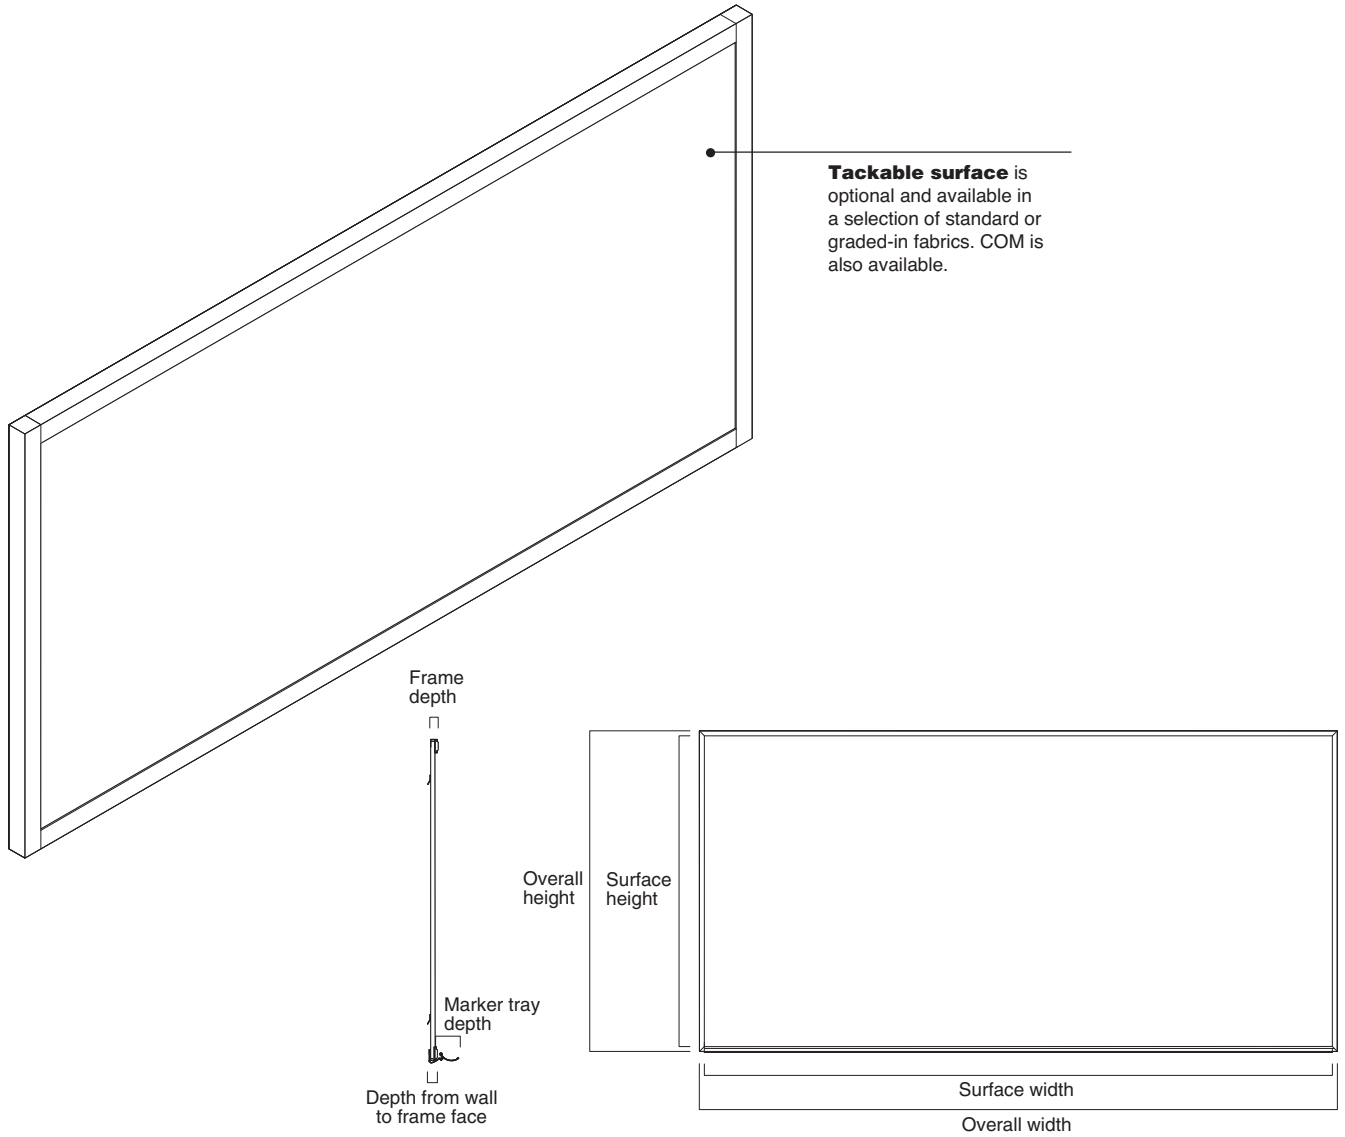 Tackable surface is
optional and available in
a selection of standard or
graded-in fabrics. COM is
also available.
Frame
depth
Overall
height
Surface
height
Marker tray
depth
Depth from wall
to frame face
Surface width
Overall width